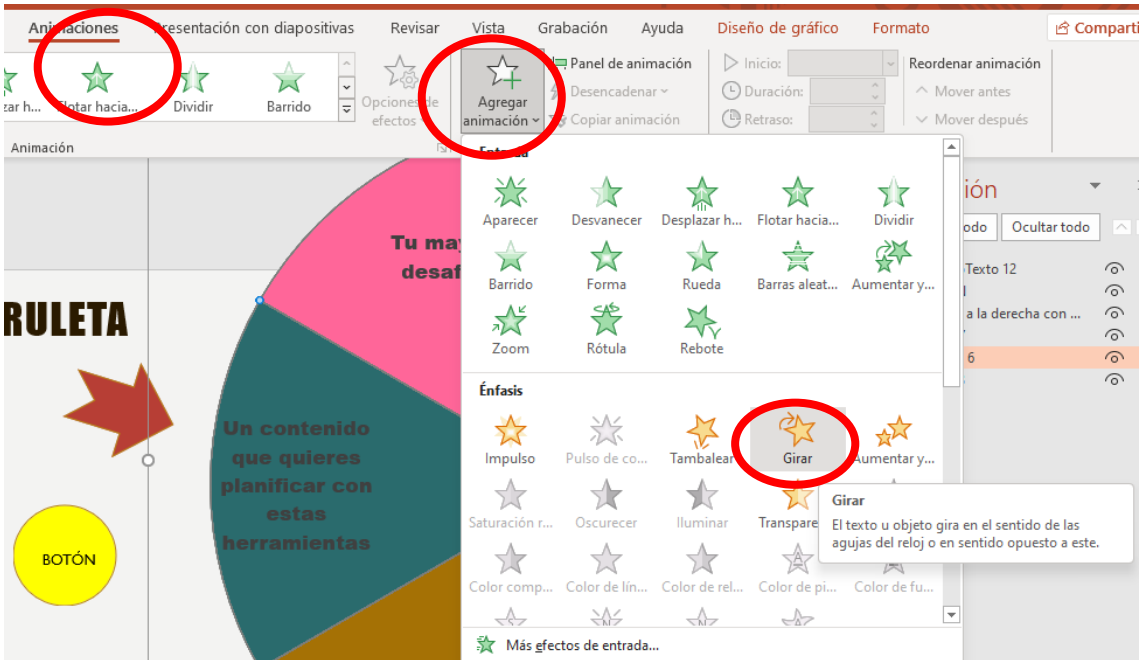 Animaciones Presentación con diapositivas Revisar Vista Grabación Ayuda Diseño de gráfico Formato Comparti
zar h... Flotar hacia... Dividir Barrido
Opciones de
efectos
Agregar
animación
Panel de animación
Desencadenar
Copiar animación
Inicio:
Duración:
Retraso:
Reordenar animación
Mover antes
Mover después
Animación
Entrada
Aparecer Desvanecer Desplazar h... Flotar hacia... Dividir
Barrido Forma Rueda Barras aleat... Aumentar y...
Zoom Rótula Rebote
Énfasis
Impulso Pulso de co... Tambalear Girar Aumentar y...
Saturación r... Oscurecer Iluminar Transpare
Color comp... Color de lín... Color de rel... Color de pi... Color de fu...
Más efectos de entrada...
Girar
El texto u objeto gira en el sentido de las
agujas del reloj o en sentido opuesto a este.
ión
odo Ocultar todo
Texto 12
a la derecha con ...
6
RULETA
BOTÓN
Tu ma
desaf
Un contenido
que quieres
planificar con
estas
herramientas